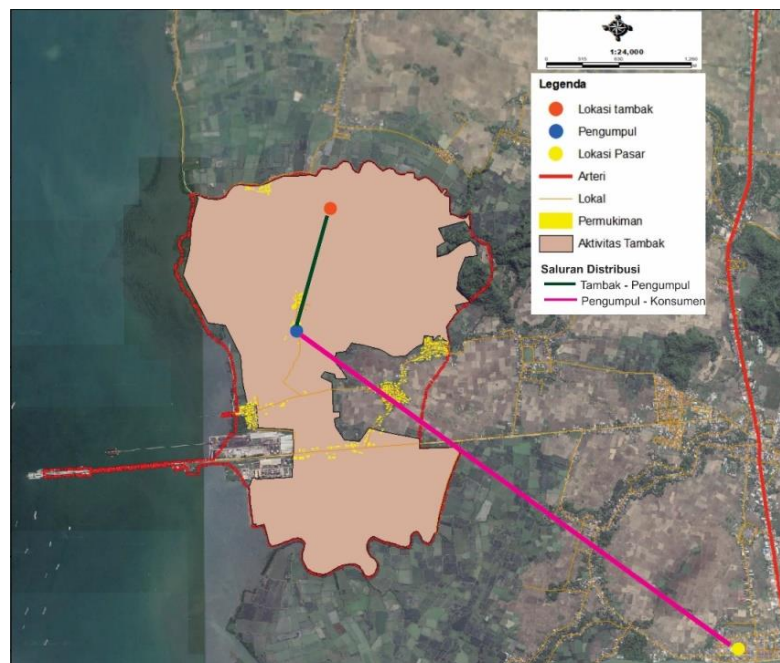 1:24,000
Legenda
Lokasi tambak
Pengumpul
Lokasi Pasar
Arteri
Lokal
Permukiman
Aktivitas Tambak
Saluran Distribusi
Tambak - Pengumpul
Pengumpul - Konsumen